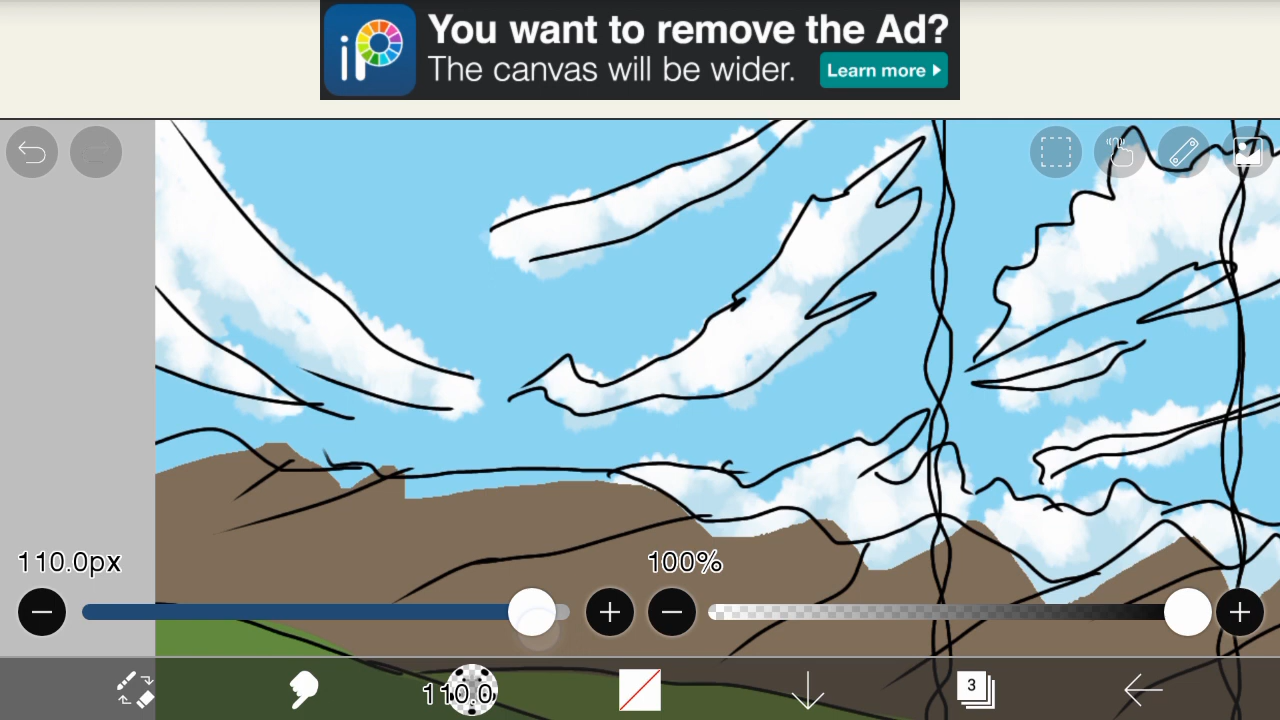 iP
You want to remove the Ad?
The canvas will be wider.
Learn more
110.0px
100%
110.0
3